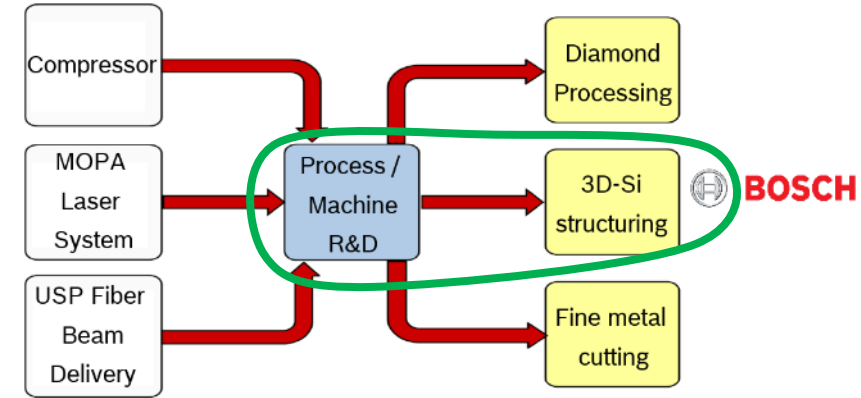 Compressor
MOPA
Laser
System
USP Fiber
Beam
Delivery
Process /
Machine
R&D
Diamond
Processing
3D-Si
structuring
BOSCH
Fine metal
cutting